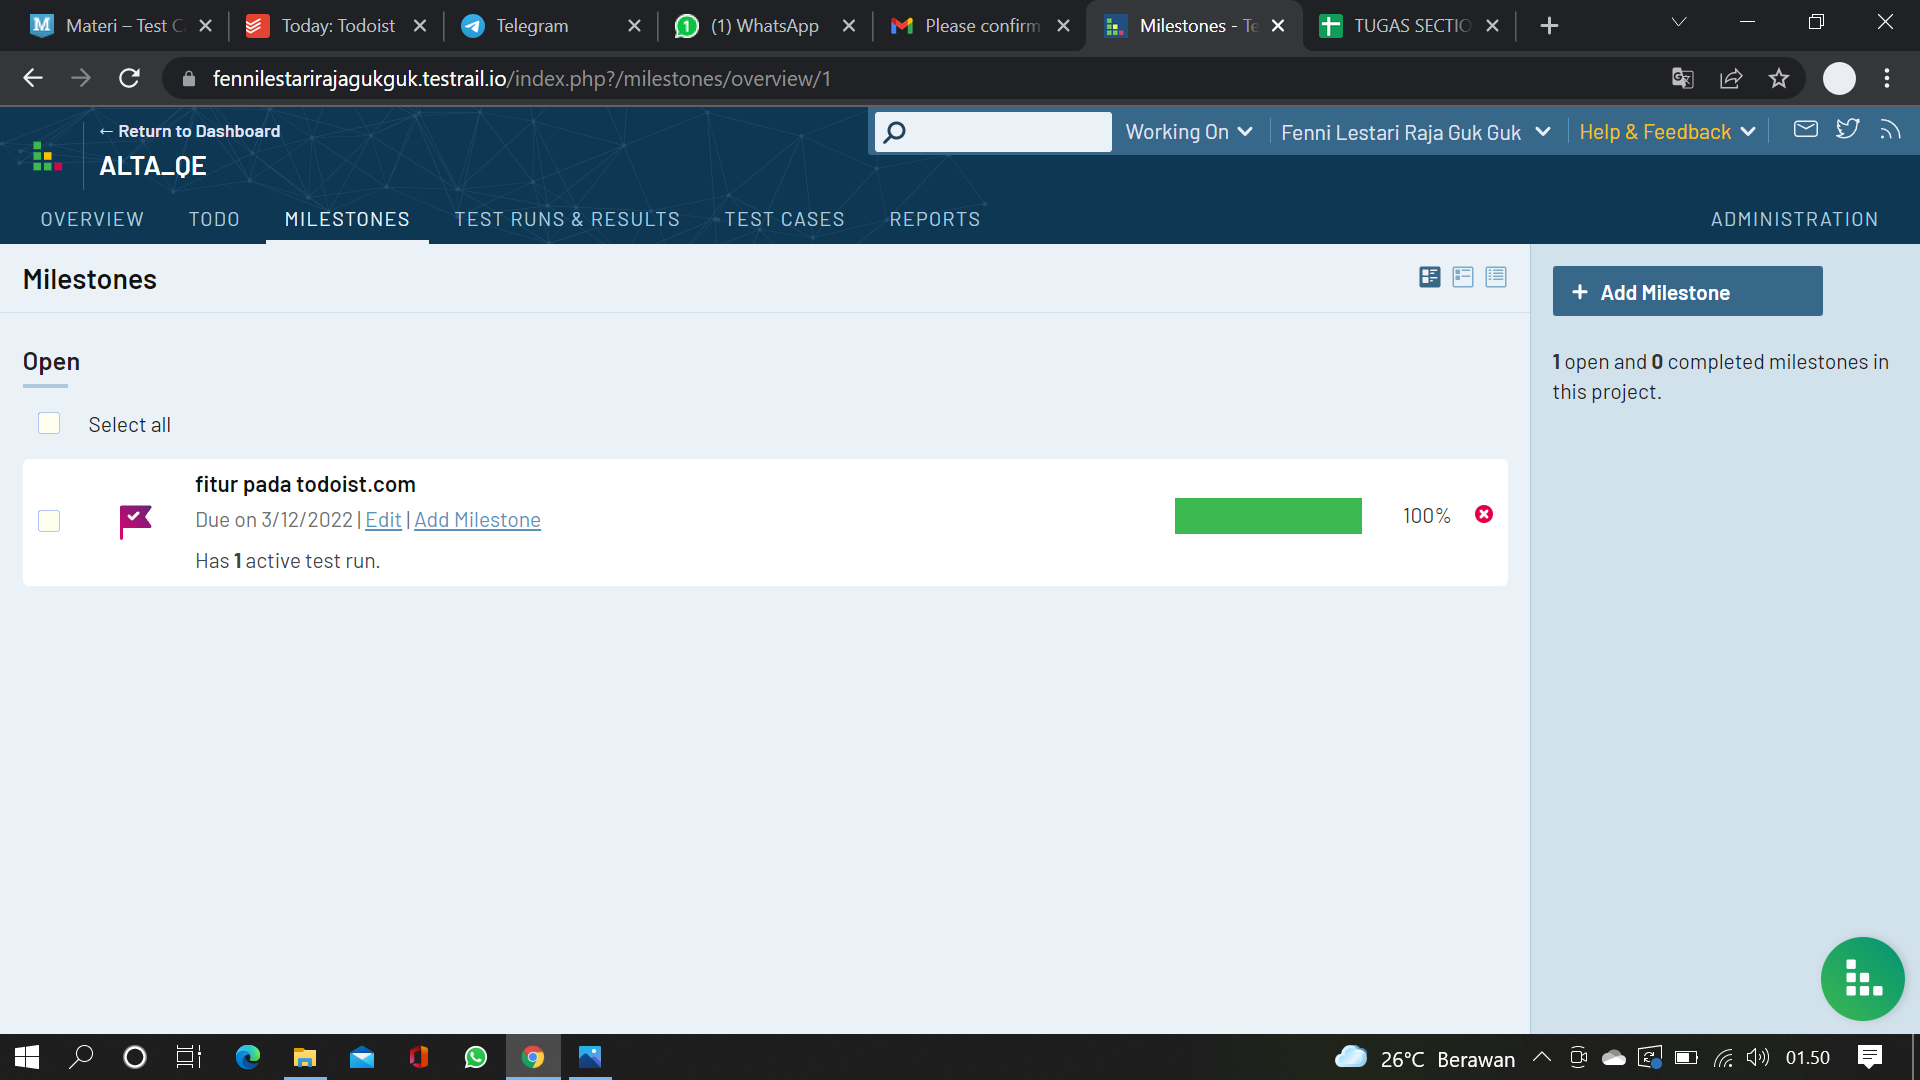 Materi – Test C
Today: Todoist
Telegram
(1) WhatsApp
Please confirm
Milestones - Te
TUGAS SECTIO
fennilestarirajagukguk.testrail.io/index.php?/milestones/overview/1
← Return to Dashboard
ALTA_QE
Working On
Fenni Lestari Raja Guk Guk
Help & Feedback
OVERVIEW
TODO
MILESTONES
TEST RUNS & RESULTS
TEST CASES
REPORTS
ADMINISTRATION
Milestones
+ Add Milestone
1 open and 0 completed milestones in
this project.
Open
Select all
fitur pada todoist.com
Due on 3/12/2022 | Edit | Add Milestone
Has 1 active test run.
100%
26°C Berawan
01.50